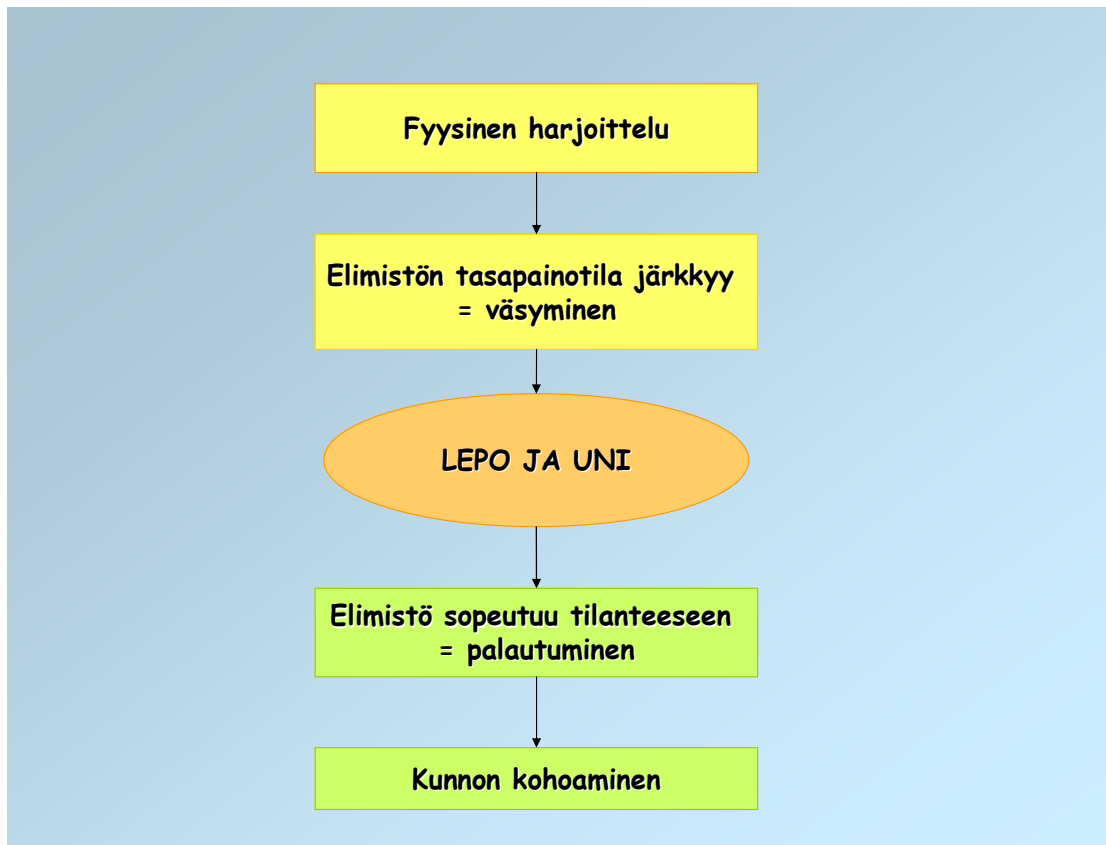 Fyysinen harjoittelu
Elimistön tasapainotila järkkyy
= väsyminen
LEPO JA UNI
Elimistö sopeutuu tilanteeseen
= palautuminen
Kunnon kohoaminen